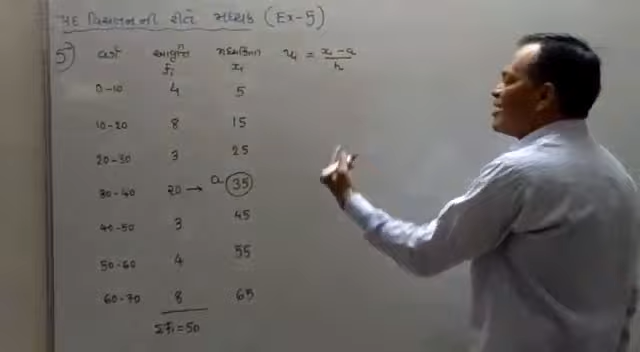 પદ વિચલનની રીતે મધ્યક (Ex-5)
5 વર્ગ આવૃત્તિ મધ્યકિંમત uᵢ = xᵢ-a / h
fᵢ xᵢ
0-10 4 5
10-20 8 15
20-30 3 25
30-40 20 → a 35
40-50 3 45
50-60 4 55
60-70 8 65
Σfᵢ=50